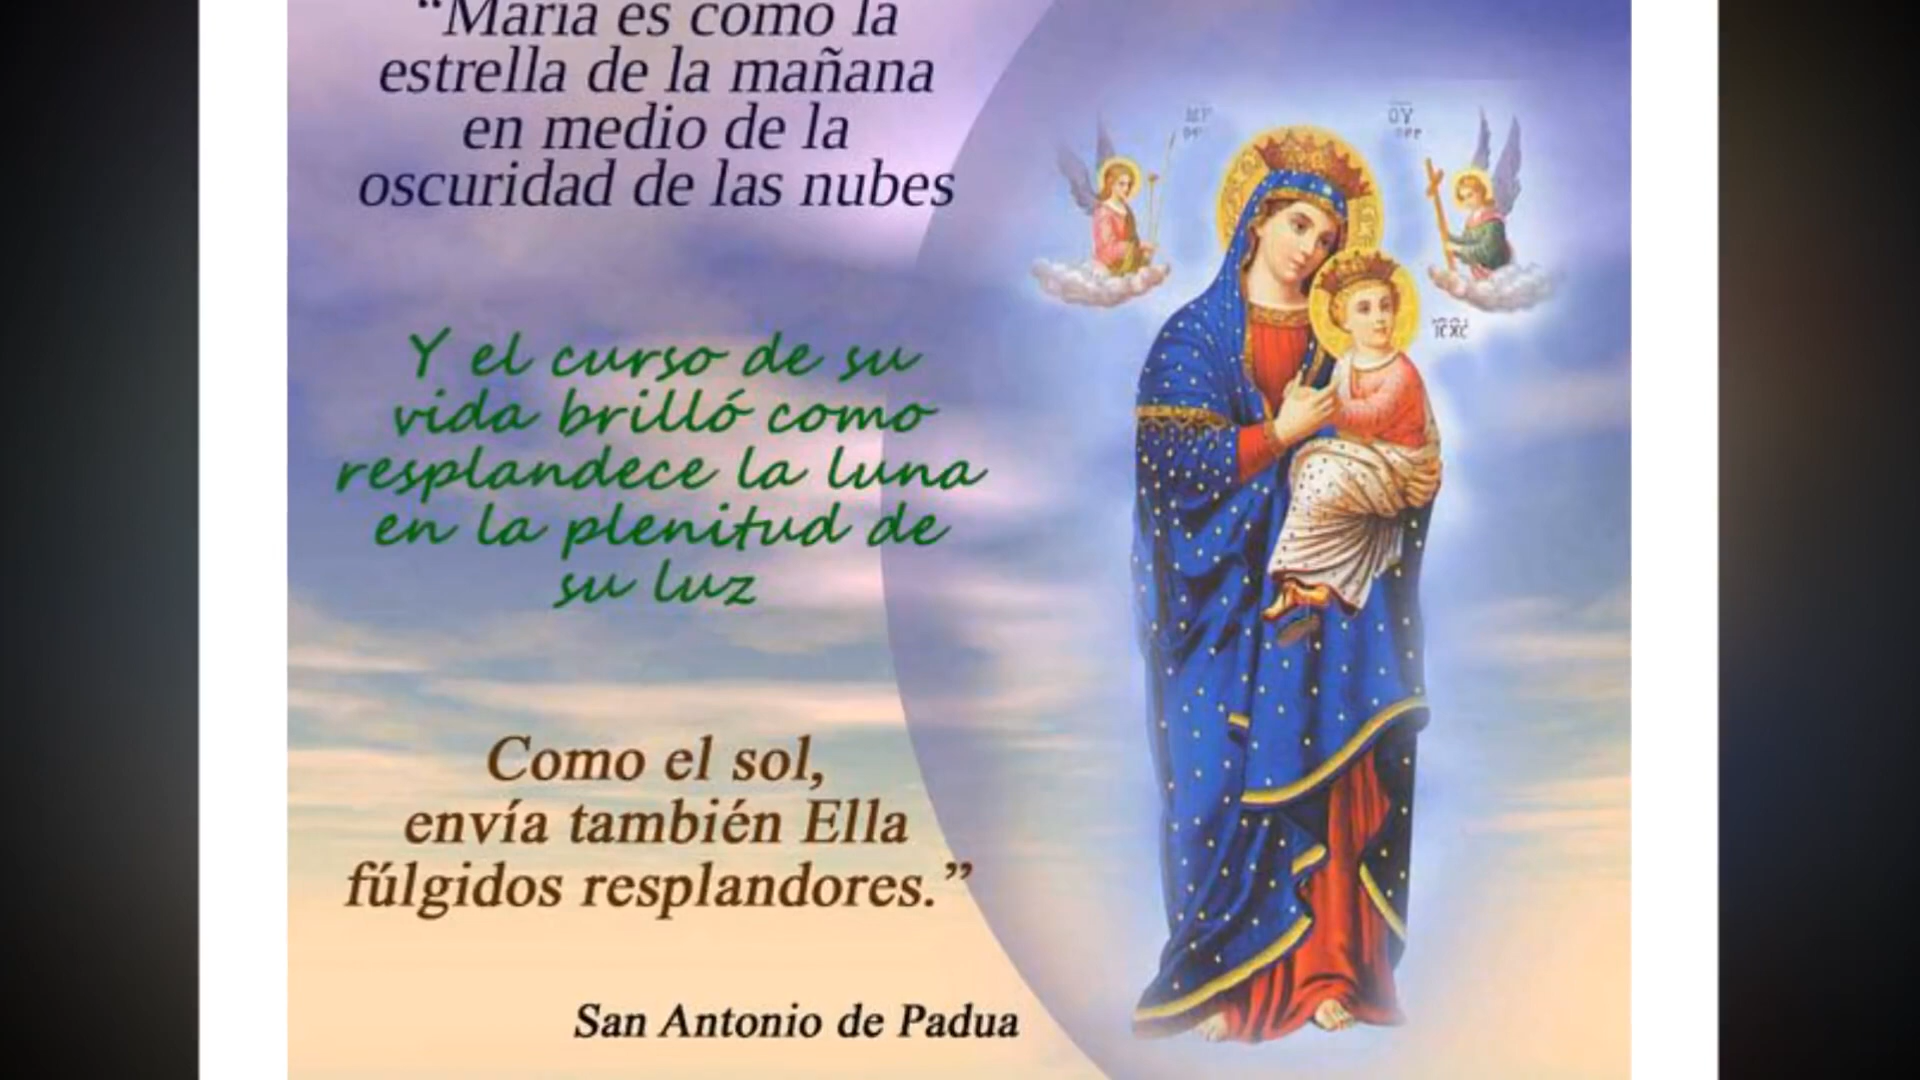 “María es como la
estrella de la mañana
en medio de la
oscuridad de las nubes
Y el curso de su
vida brilló como
resplandece la luna
en la plenitud de
su luz
Como el sol,
envía también Ella
fúlgidos resplandores.”
San Antonio de Padua